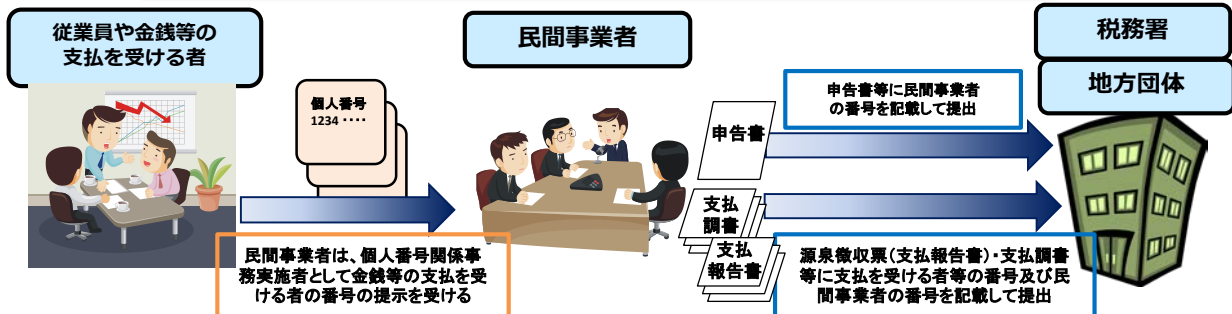 従業員や金銭等の
支払を受ける者
個人番号
1234 ‥‥
民間事業者は、個人番号関係事
務実施者として金銭等の支払を受
ける者の番号の提示を受ける
民間事業者
申告書
支払
調書
支払
報告書
申告書等に民間事業者
の番号を記載して提出
源泉徴収票(支払報告書)・支払調書
等に支払を受ける者等の番号及び民
間事業者の番号を記載して提出
税務署
地方団体